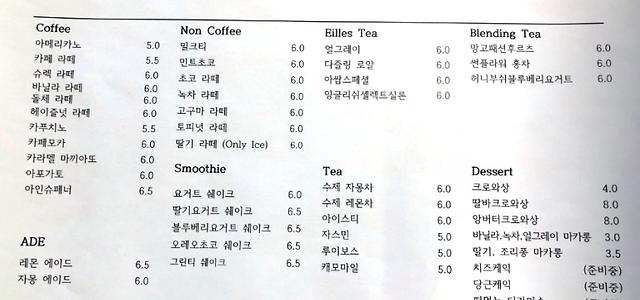 Coffee
아메리카노 5.0
카페 라떼 5.5
슈렉 라떼 6.0
바닐라 라떼 6.0
돌체 라떼 6.0
헤이즐넛 라떼 6.0
카푸치노 5.5
카페모카 6.0
카라멜 마끼아또 6.0
아포가토 6.0
아인슈페너 6.5
ADE
레몬 에이드 6.5
자몽 에이드 6.0
Non Coffee
밀크티 6.0
민트초코 6.0
초코 라떼 6.0
녹차 라떼 6.0
고구마 라떼 6.0
토피넛 라떼 6.0
딸기 라떼 (Only Ice) 6.0
Smoothie
요거트 쉐이크 6.0
딸기요거트 쉐이크 6.5
블루베리요거트 쉐이크 6.5
오레오초코 쉐이크 6.5
그린티 쉐이크 6.5
Eilles Tea
얼그레이 6.0
다즐링 로얄 6.0
아쌈스페셜 6.0
잉글리쉬셀렉트실론 6.0
Tea
수제 자몽차 6.0
수제 레몬차 6.0
아이스티 6.0
자스민 5.0
루이보스 5.0
캐모마일 5.0
Blending Tea
망고패션후르츠 6.0
썬플라워 홍차 6.0
허니부쉬블루베리요거트 6.0
Dessert
크로와상 4.0
딸바크로와상 8.0
앙버터크로와상 8.0
바닐라,녹차,얼그레이 마카롱 3.0
딸기, 조리퐁 마카롱 3.5
치즈케익 (준비중)
당근케익 (준비중)
(준비중)